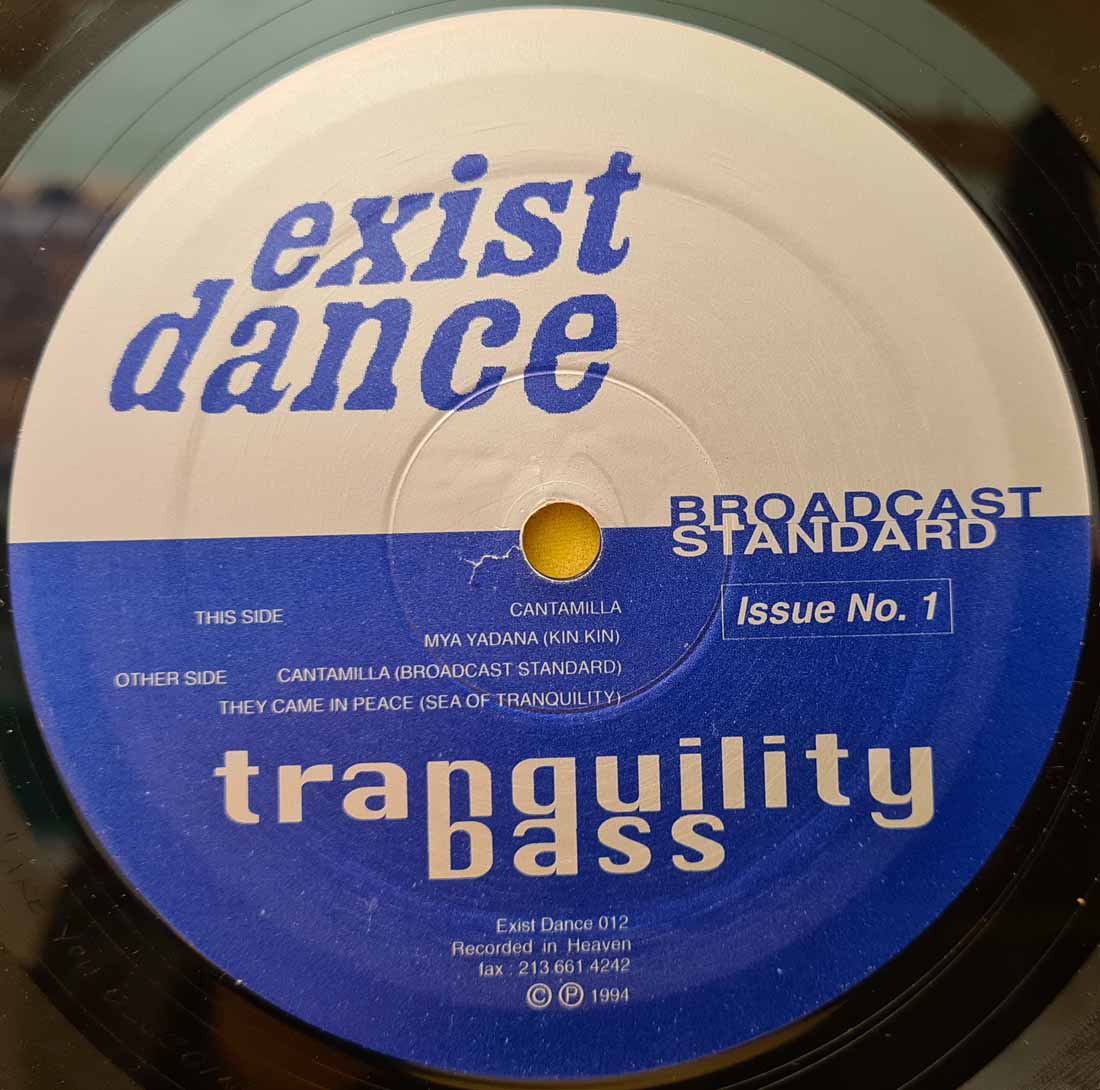 exist
dance
BROADCAST
STANDARD
Issue No. 1
THIS SIDE CANTAMILLA
MYA YADANA (KIN KIN)
OTHER SIDE CANTAMILLA (BROADCAST STANDARD)
THEY CAME IN PEACE (SEA OF TRANQUILITY)
tranquility
bass
Exist Dance 012
Recorded in Heaven
fax : 213 661 4242
© ℗ 1994